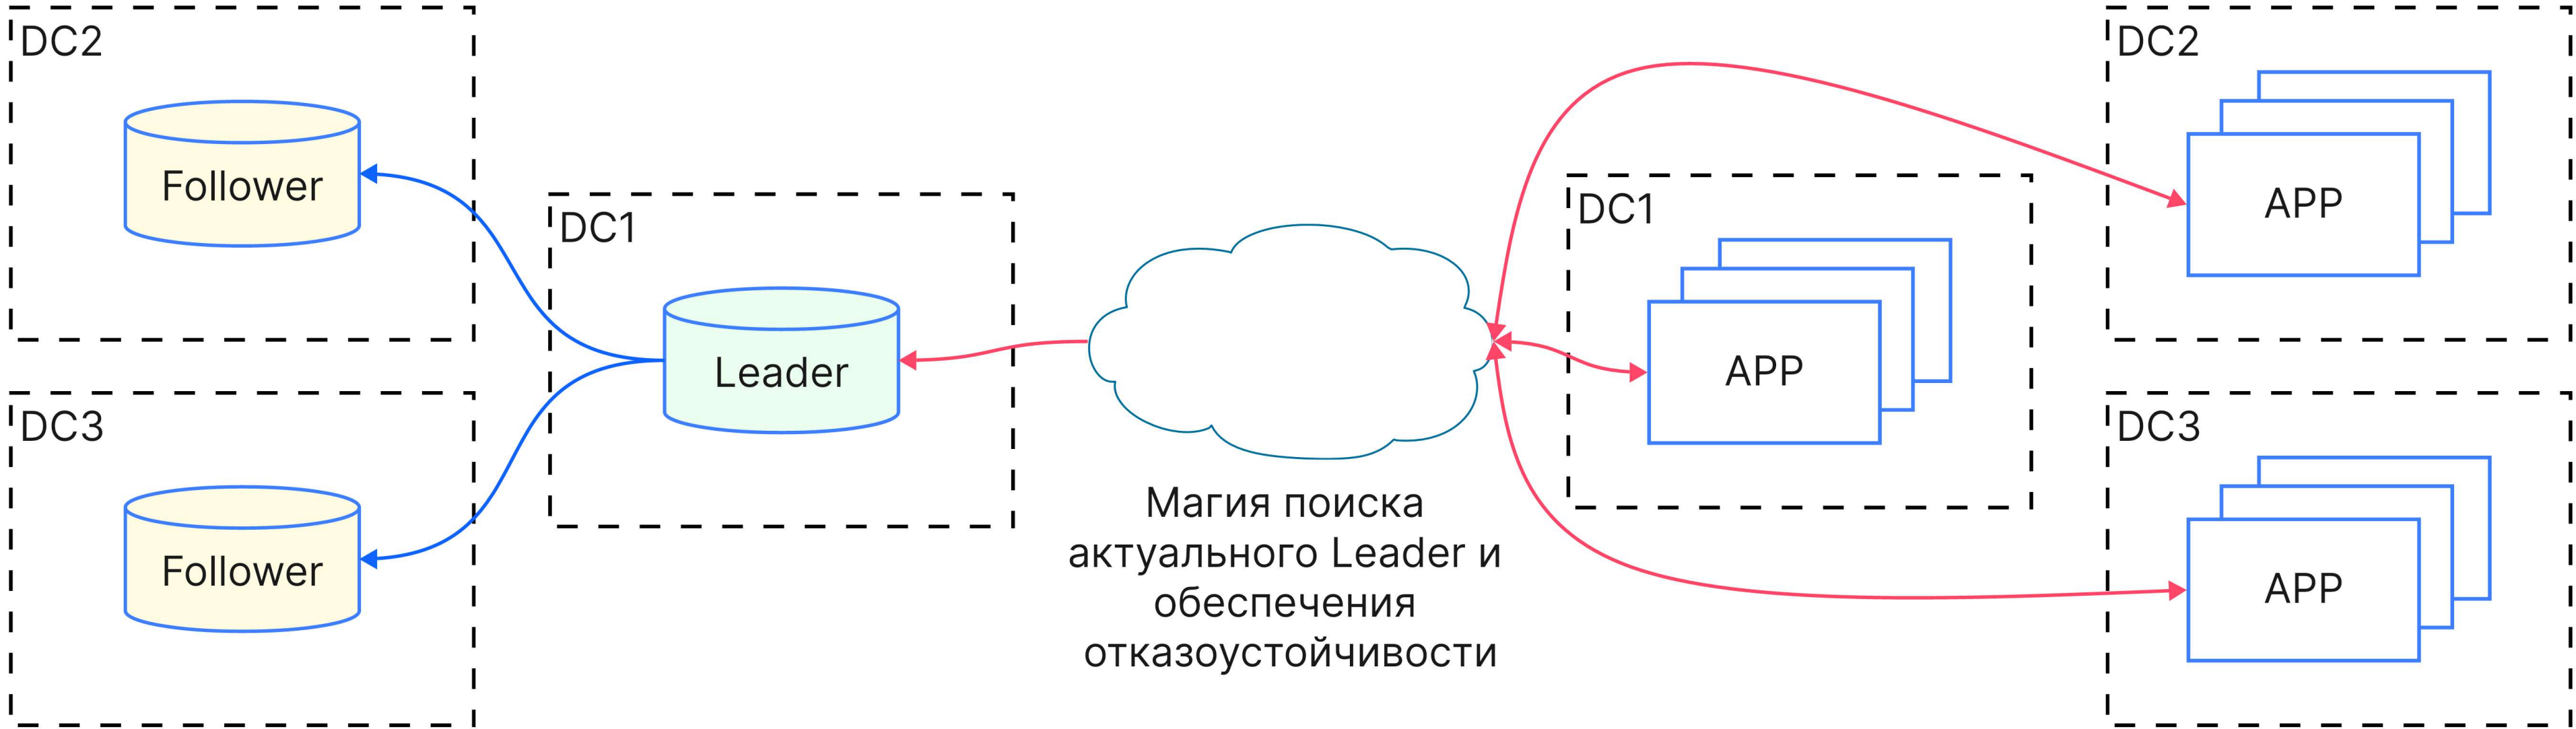 DC2
Follower
DC3
Follower
DC1
Leader
Магия поиска
актуального Leader и
обеспечения
отказоустойчивости
DC1
APP
DC2
APP
DC3
APP